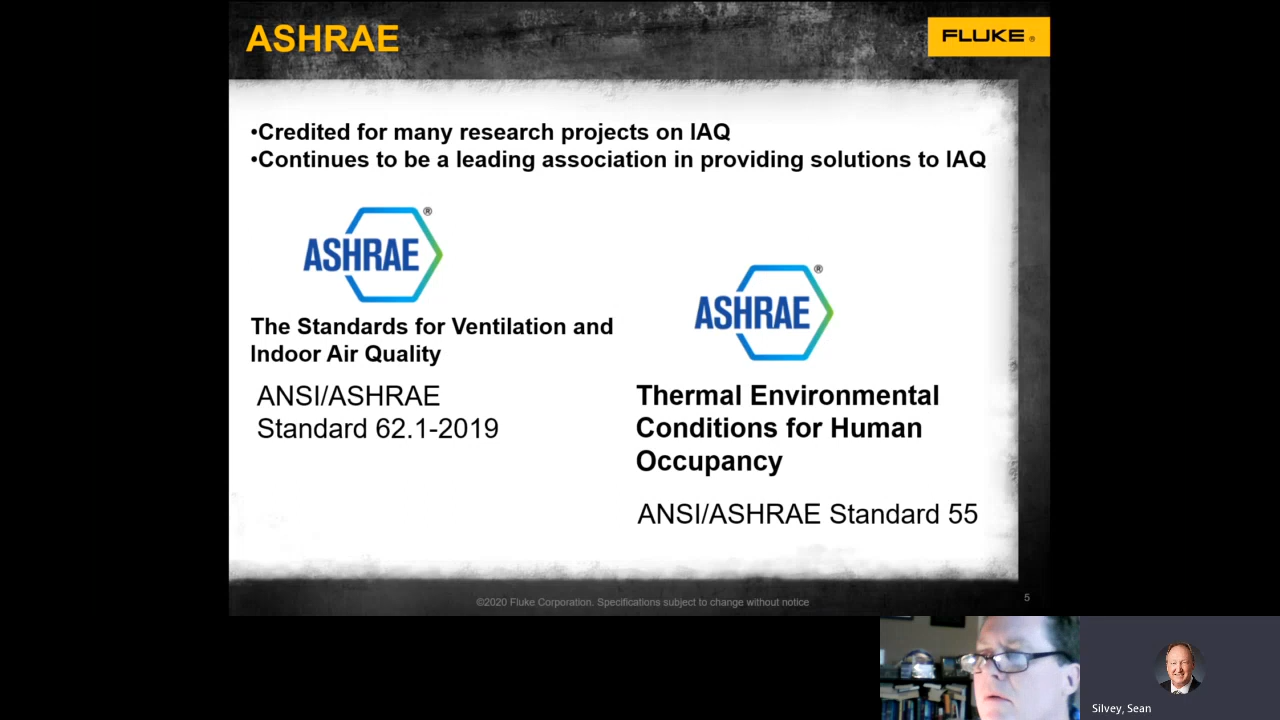 ASHRAE
FLUKE®
•Credited for many research projects on IAQ
•Continues to be a leading association in providing solutions to IAQ
ASHRAE®
The Standards for Ventilation and
Indoor Air Quality
ANSI/ASHRAE
Standard 62.1-2019
ASHRAE®
Thermal Environmental
Conditions for Human
Occupancy
ANSI/ASHRAE Standard 55
©2020 Fluke Corporation. Specifications subject to change without notice
5
Silvey, Sean